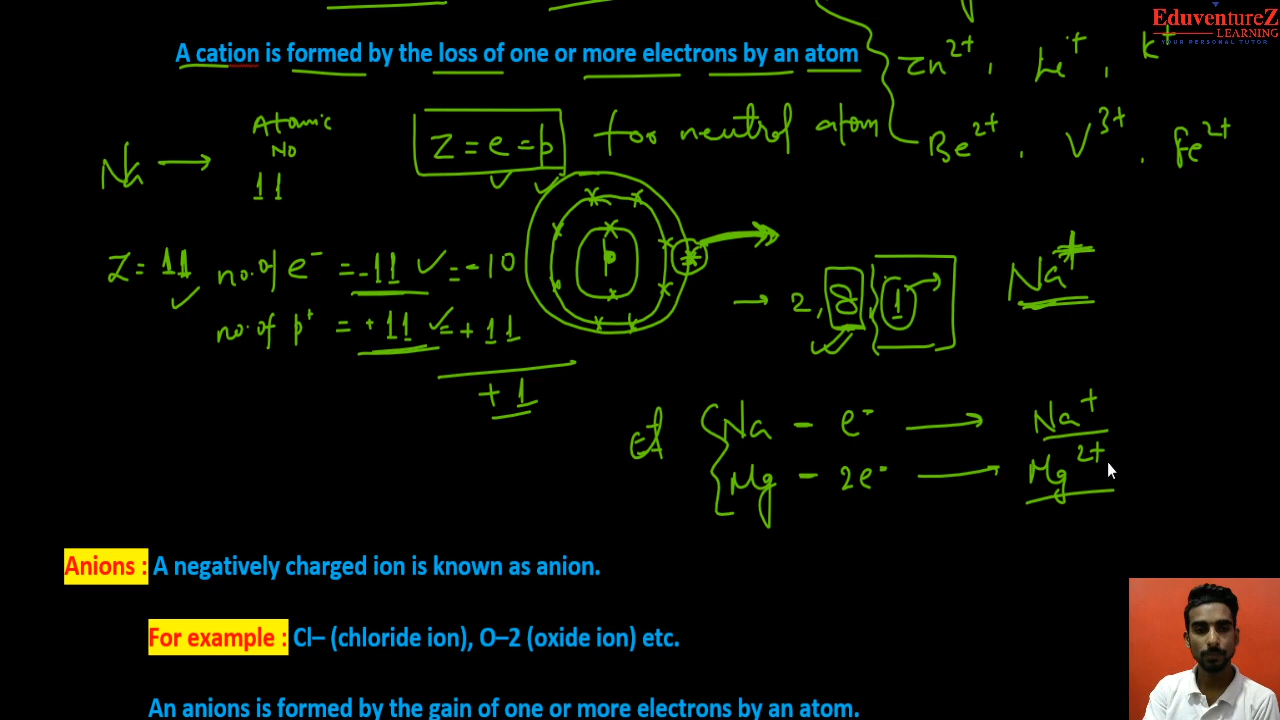 EduventureZ
LEARNING
YOUR PERSONAL TUTOR
A cation is formed by the loss of one or more electrons by an atom
Zn²⁺, K⁺
Be²⁺, V³⁺, Fe²⁺
Na → Atomic No 11
Z = e⁻ = p for neutral atom
Z = 11 no. of e⁻ = -11 ✓ = -10
no. of p⁺ = +11 ✓ = +11
+1
p
→ 2, 8, 1
Na⁺
Na - e⁻ → Na⁺
Mg - 2e⁻ → Mg²⁺
Anions : A negatively charged ion is known as anion.
For example : Cl– (chloride ion), O–2 (oxide ion) etc.
An anions is formed by the gain of one or more electrons by an atom.